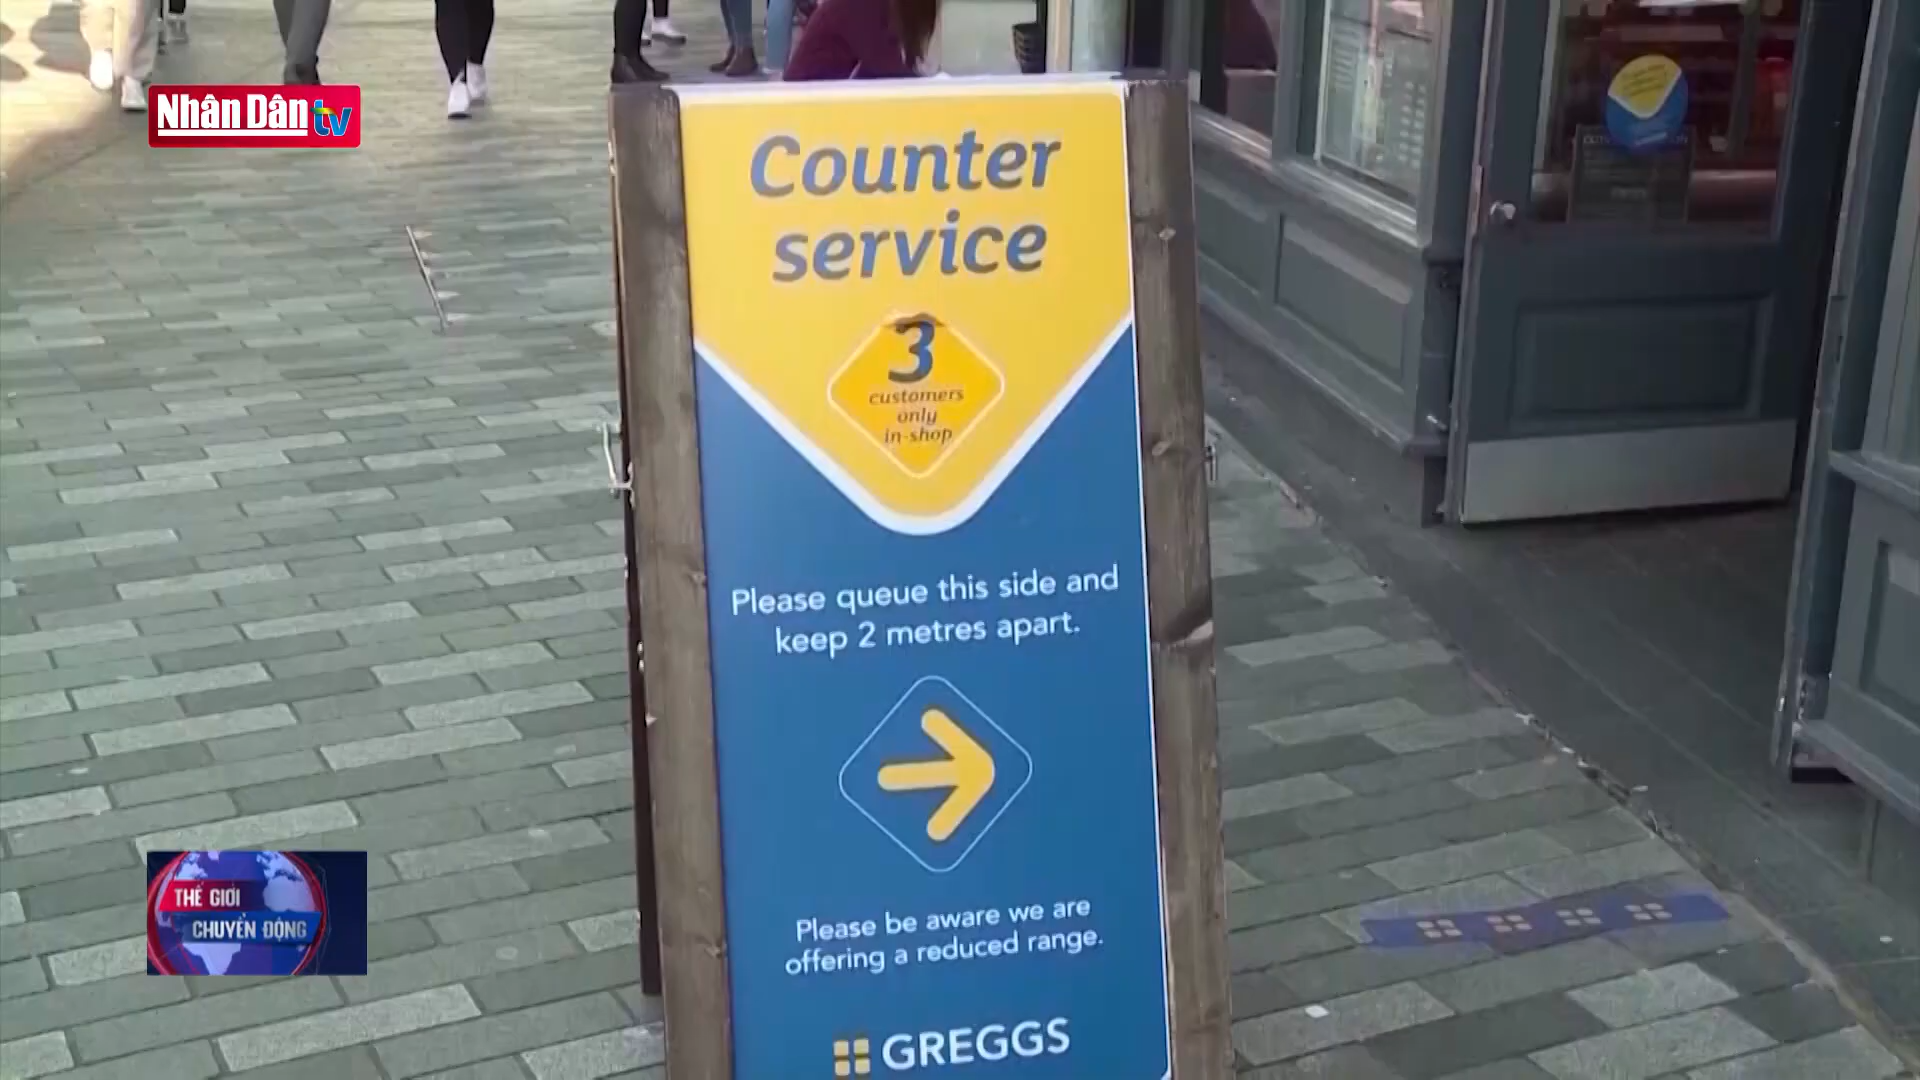 Nhân Dân tv
Counter
service
3
customers
only
in-shop
Please queue this side and
keep 2 metres apart.
Please be aware we are
offering a reduced range.
GREGGS
THẾ GIỚI
CHUYỂN ĐỘNG